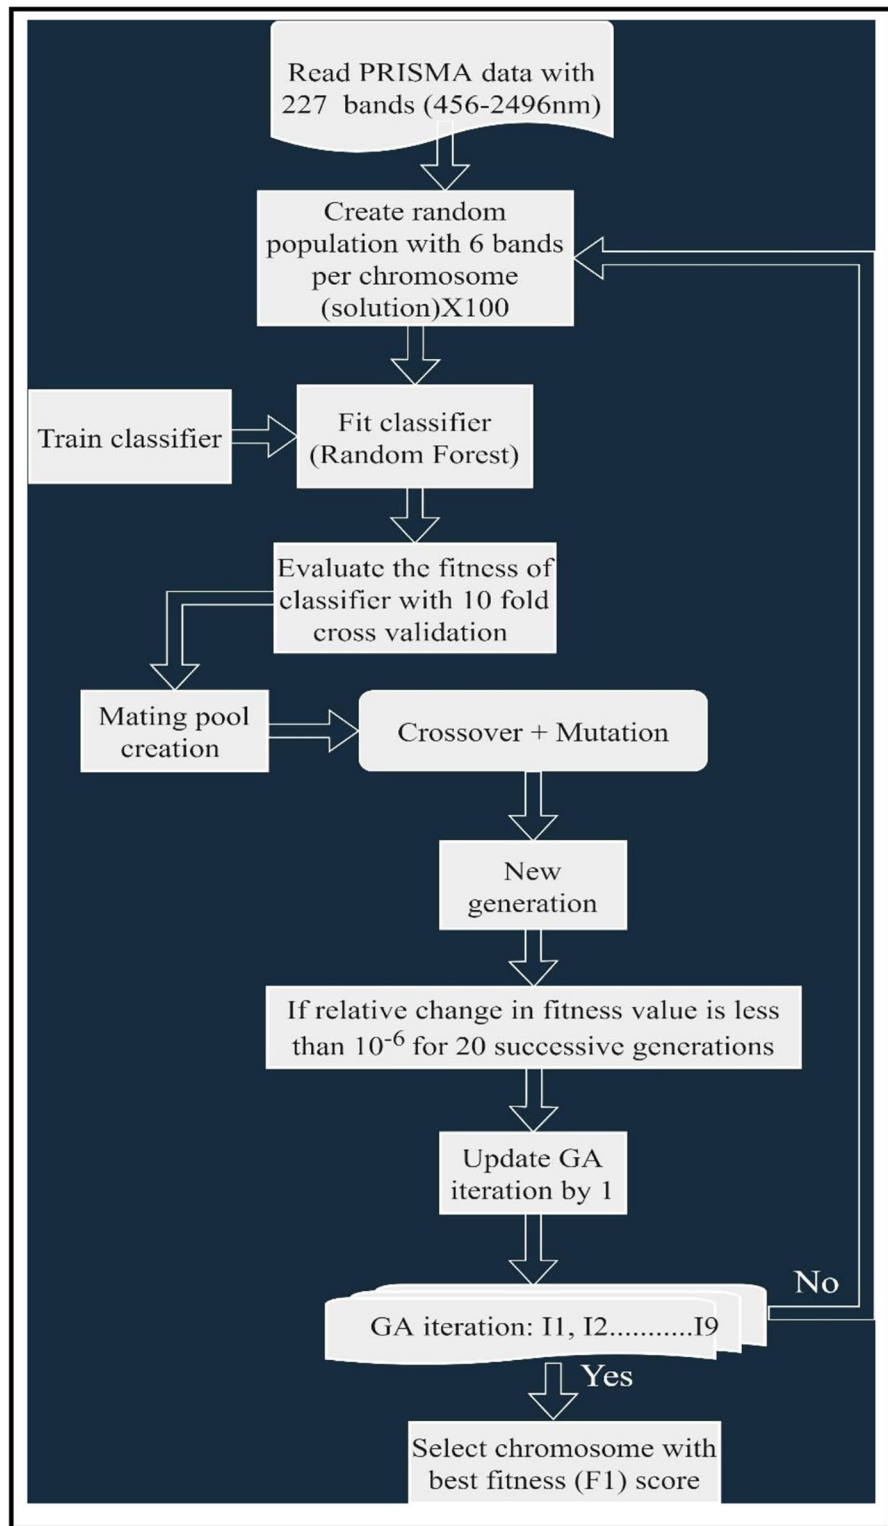 Read PRISMA data with
227 bands (456-2496nm)
Create random
population with 6 bands
per chromosome
(solution)X100
Train classifier
Fit classifier
(Random Forest)
Evaluate the fitness of
classifier with 10 fold
cross validation
Mating pool
creation
Crossover + Mutation
New
generation
If relative change in fitness value is less
than 10⁻⁶ for 20 successive generations
Update GA
iteration by 1
No
GA iteration: I1, I2...........I9
Yes
Select chromosome with
best fitness (F1) score